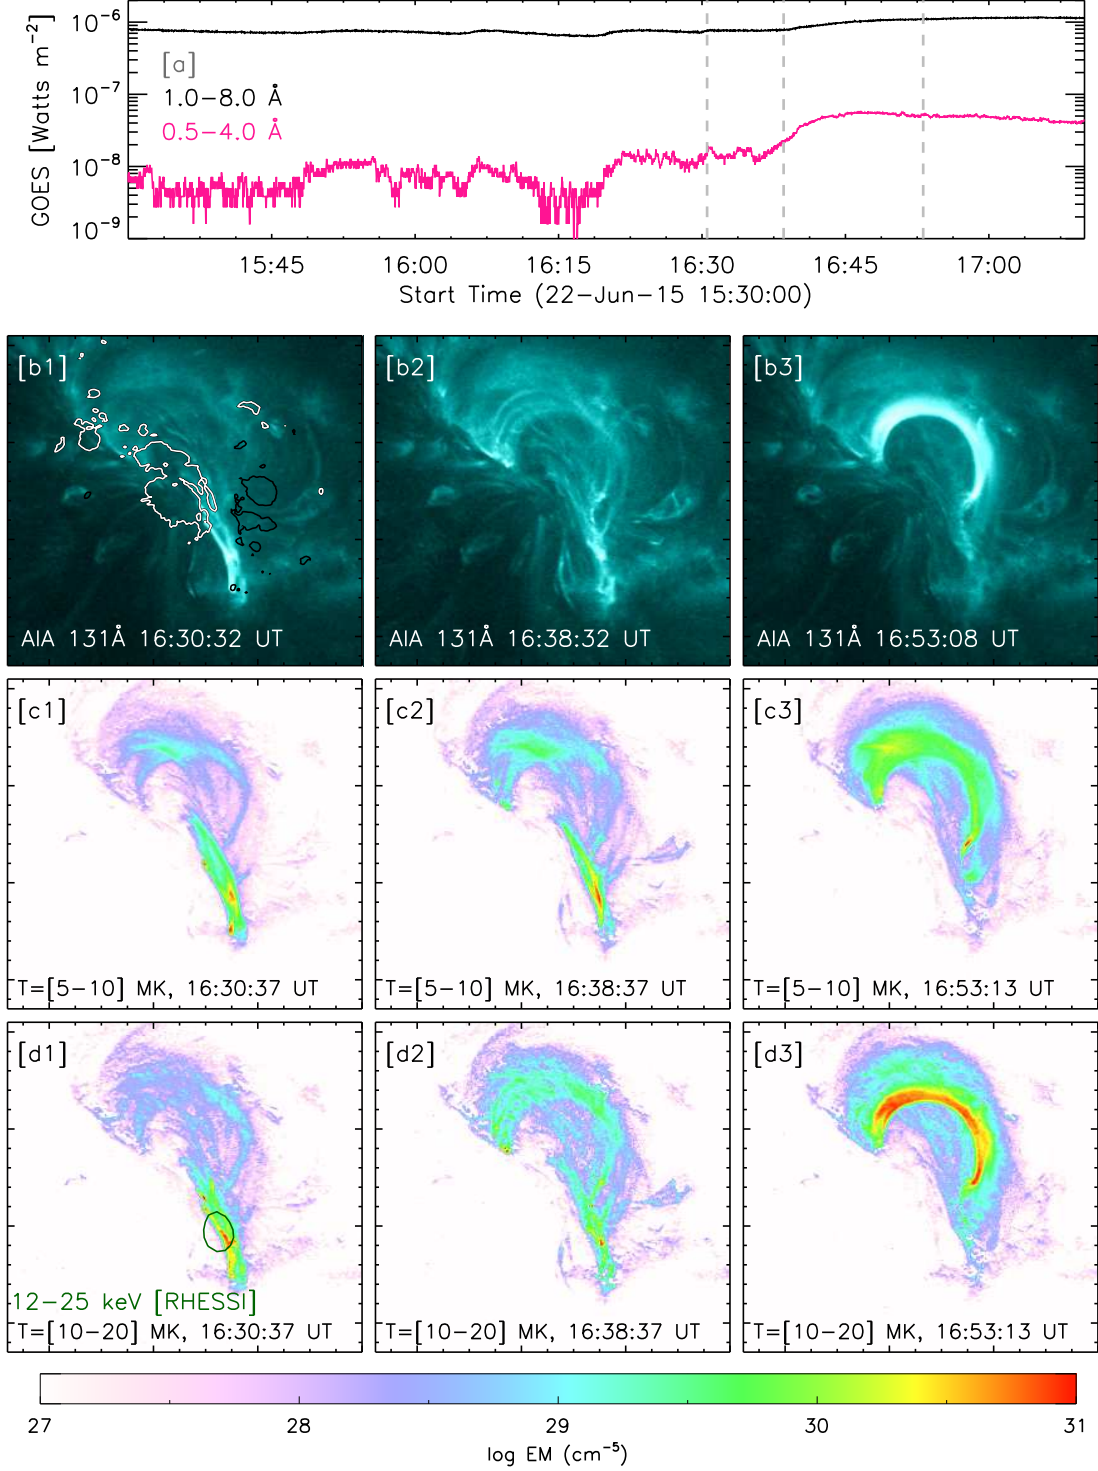 GOES [Watts m−2]
10−6
10−7
10−8
10−9
[a]
1.0−8.0 Å
0.5−4.0 Å
15:45 16:00 16:15 16:30 16:45 17:00
Start Time (22−Jun−15 15:30:00)
[b1] [b2] [b3]
AIA 131Å 16:30:32 UT AIA 131Å 16:38:32 UT AIA 131Å 16:53:08 UT
[c1] [c2] [c3]
T=[5−10] MK, 16:30:37 UT T=[5−10] MK, 16:38:37 UT T=[5−10] MK, 16:53:13 UT
[d1] [d2] [d3]
12−25 keV [RHESSI]
T=[10−20] MK, 16:30:37 UT T=[10−20] MK, 16:38:37 UT T=[10−20] MK, 16:53:13 UT
27 28 29 30 31
log EM (cm−5)